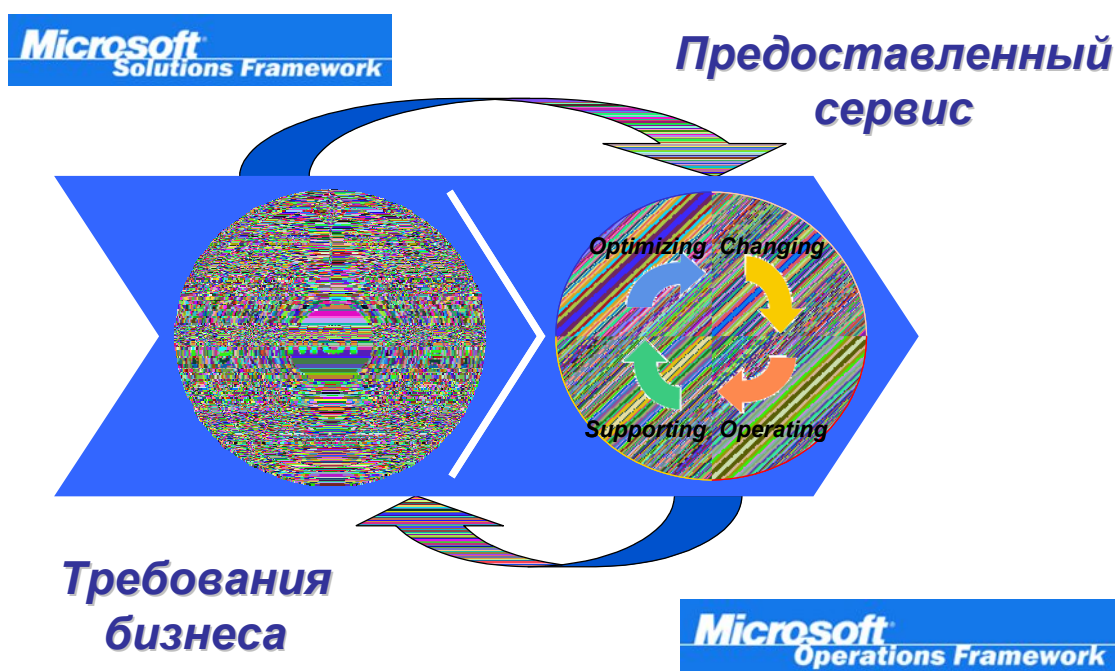 Microsoft
Solutions Framework
Предоставленный
сервис
Optimizing Changing
Supporting Operating
Требования
бизнеса
Microsoft
Operations Framework